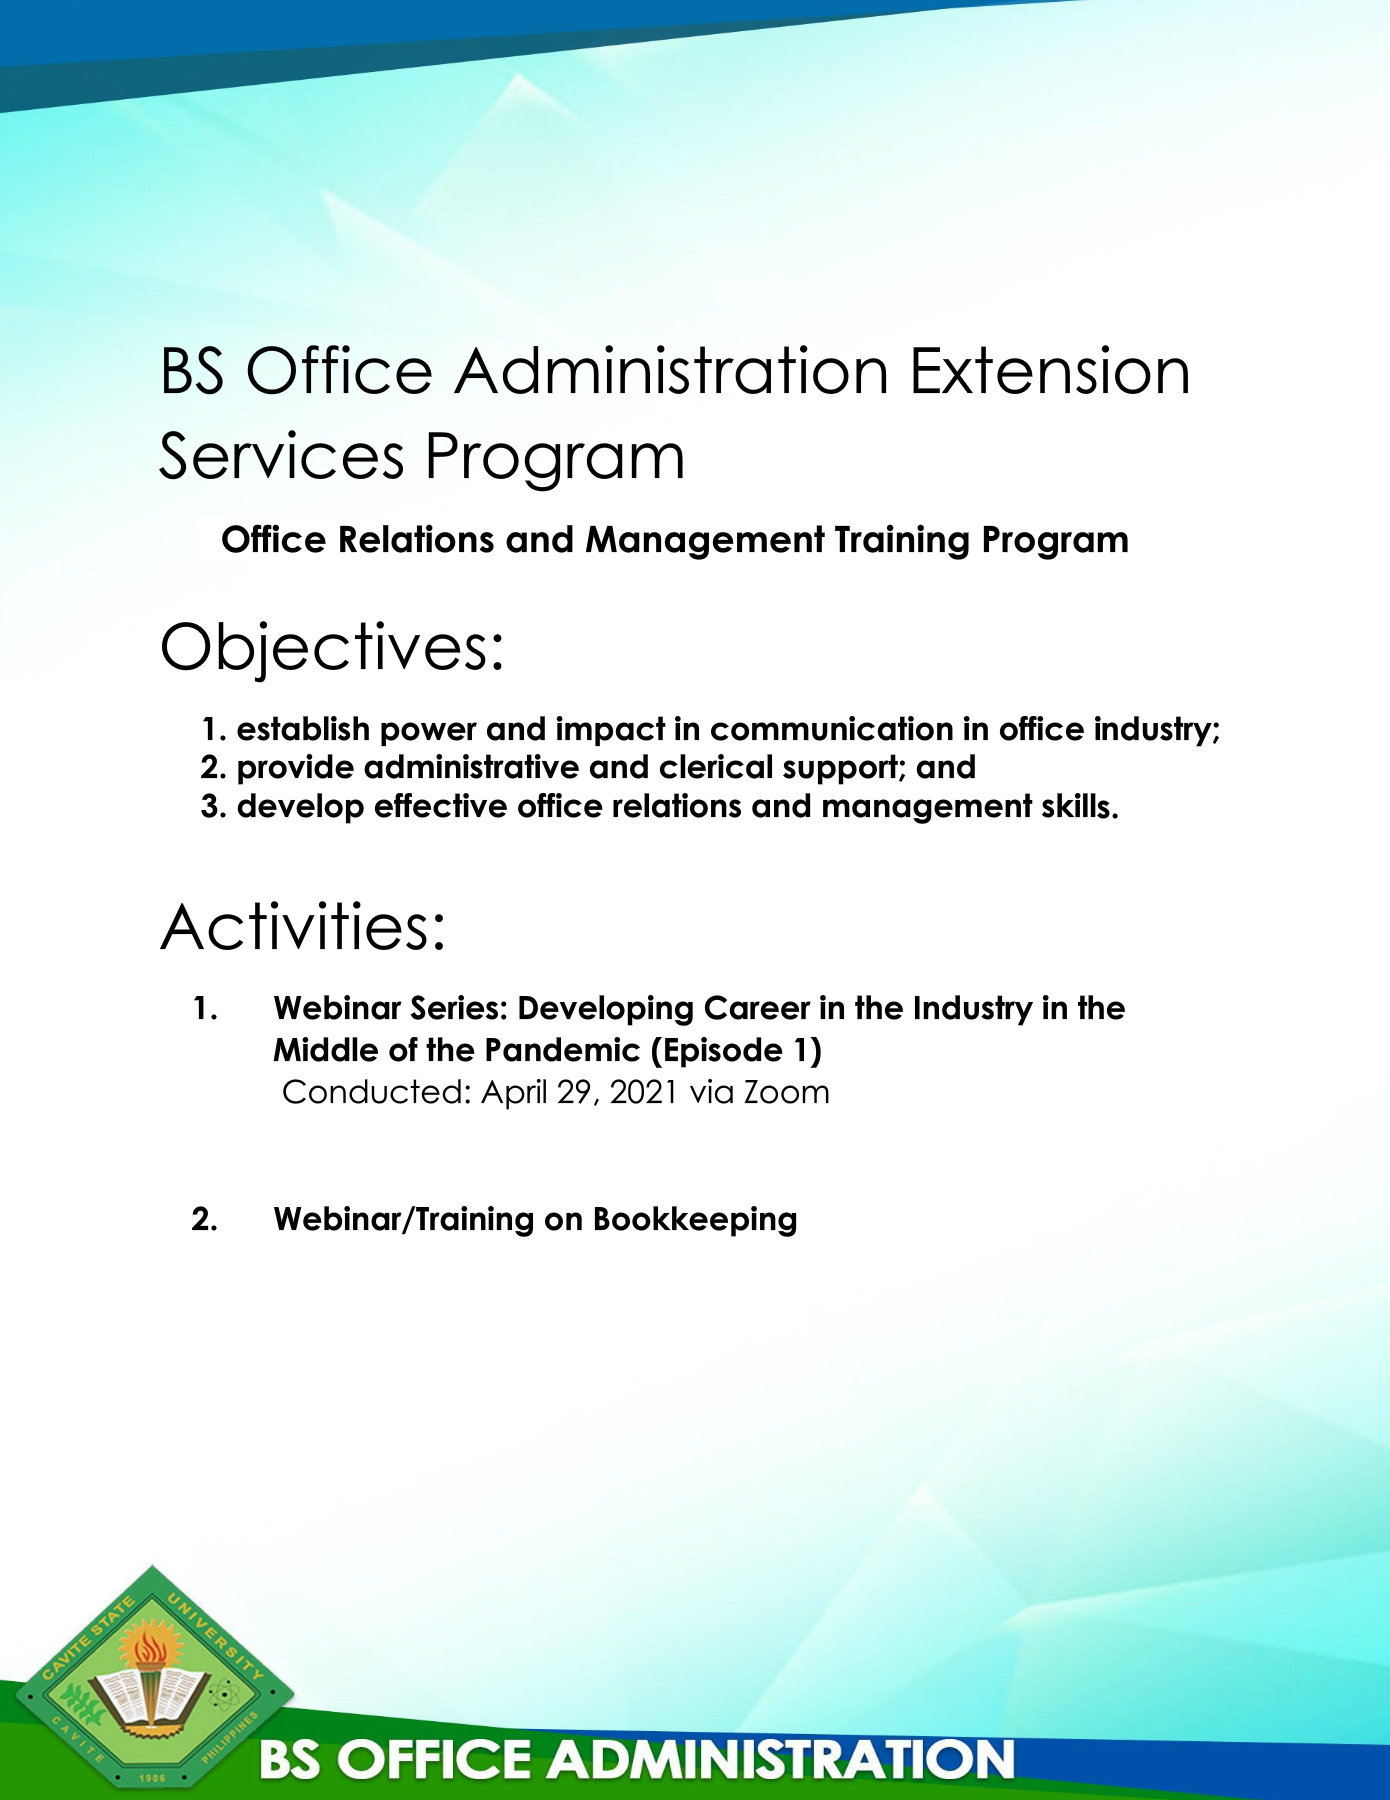 BS Office Administration Extension
Services Program
Office Relations and Management Training Program
Objectives:
1. establish power and impact in communication in office industry;
2. provide administrative and clerical support; and
3. develop effective office relations and management skills.
Activities:
1. Webinar Series: Developing Career in the Industry in the
Middle of the Pandemic (Episode 1)
Conducted: April 29, 2021 via Zoom
2. Webinar/Training on Bookkeeping
CAVITE STATE UNIVERSITY
CAVITE
PHILIPPINES
1906
BS OFFICE ADMINISTRATION